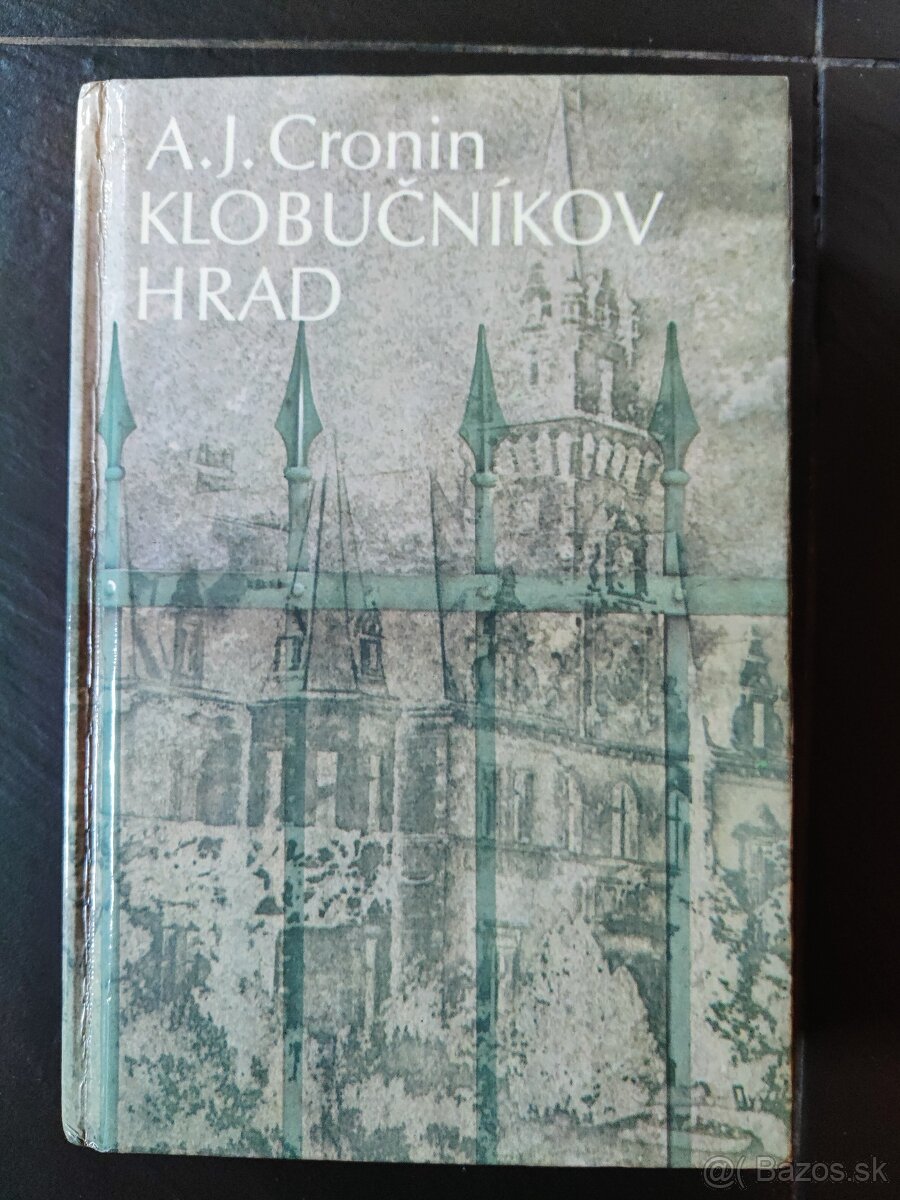 A. J. Cronin
KLOBUČNÍKOV
HRAD
@( Bazos.sk